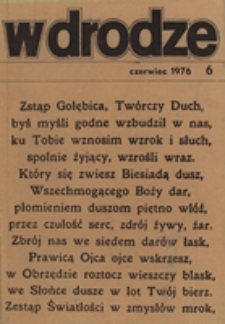 w drodze
czerwiec 1976 6
Zstąp Gołębica, Twórczy Duch,
byś myśli godne wzbudził w nas,
ku Tobie wznosim wzrok i słuch,
spolnie żyjący, wzrośli wraz.
Który się zwiesz Biesiadą dusz,
Wszechmogącego Boży dar,
płomieniem duszom piętno włóż,
przez czułość serc, zdrój żywy, żar.
Zbrój nas we siedem darów łask,
Prawicą Ojca ojce wskrzesz,
w Obrzędzie roztocz wieszczy blask,
we Słońce dusze w lot Twój bierz.
Zestąp Światłości w zmysłów mrok,